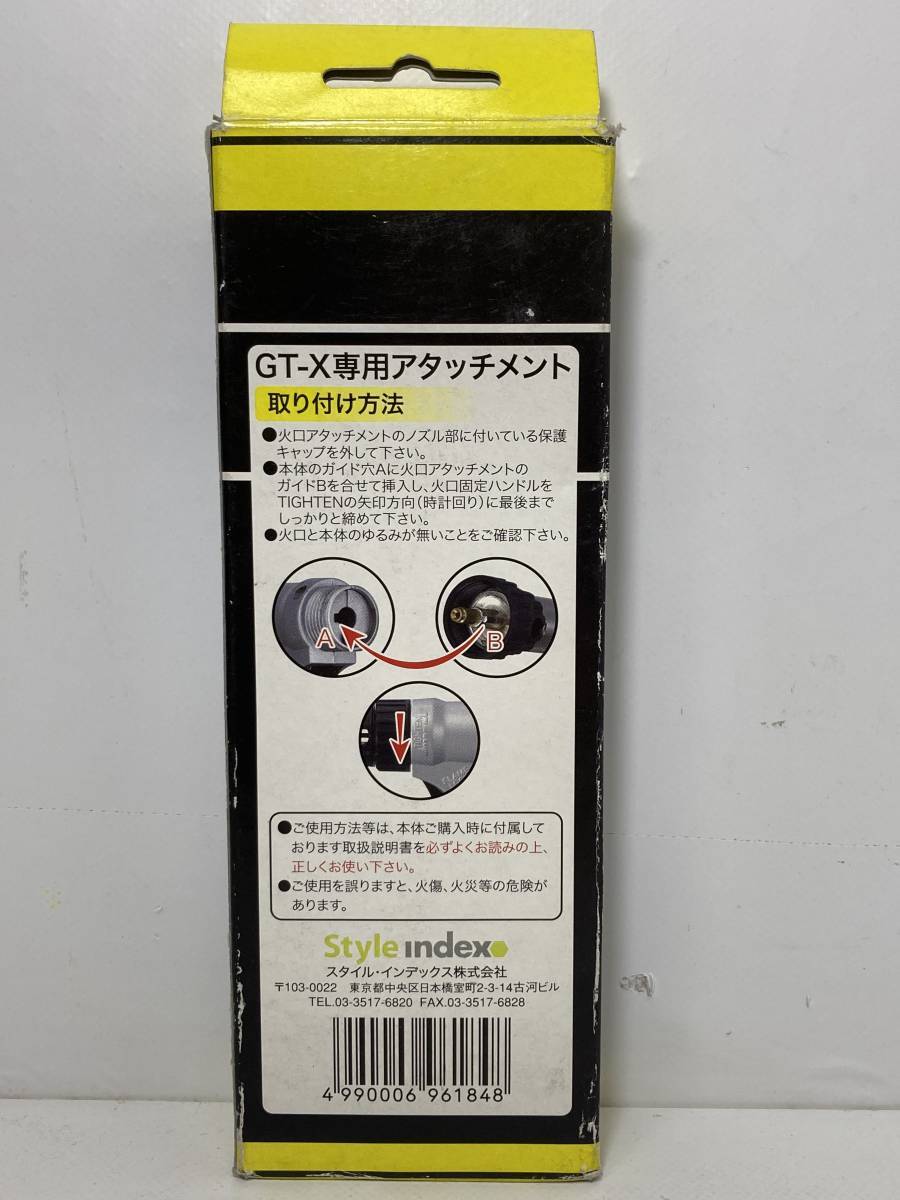 GT-X専用アタッチメント
取り付け方法
●火口アタッチメントのノズル部に付いている保護
キャップを外して下さい。
●本体のガイド穴Aに火口アタッチメントの
ガイドBを合せて挿入し、火口固定ハンドルを
TIGHTENの矢印方向(時計回り)に最後まで
しっかりと締めて下さい。
●火口と本体のゆるみが無いことをご確認下さい。
A
B
●ご使用方法等は、本体ご購入時に付属して
おります取扱説明書を必ずよくお読みの上、
正しくお使い下さい。
●ご使用を誤りますと、火傷、火災等の危険が
あります。
Style index
スタイル・インデックス株式会社
〒103-0022 東京都中央区日本橋室町2-3-14古河ビル
TEL.03-3517-6820 FAX.03-3517-6828
4 990006 961848